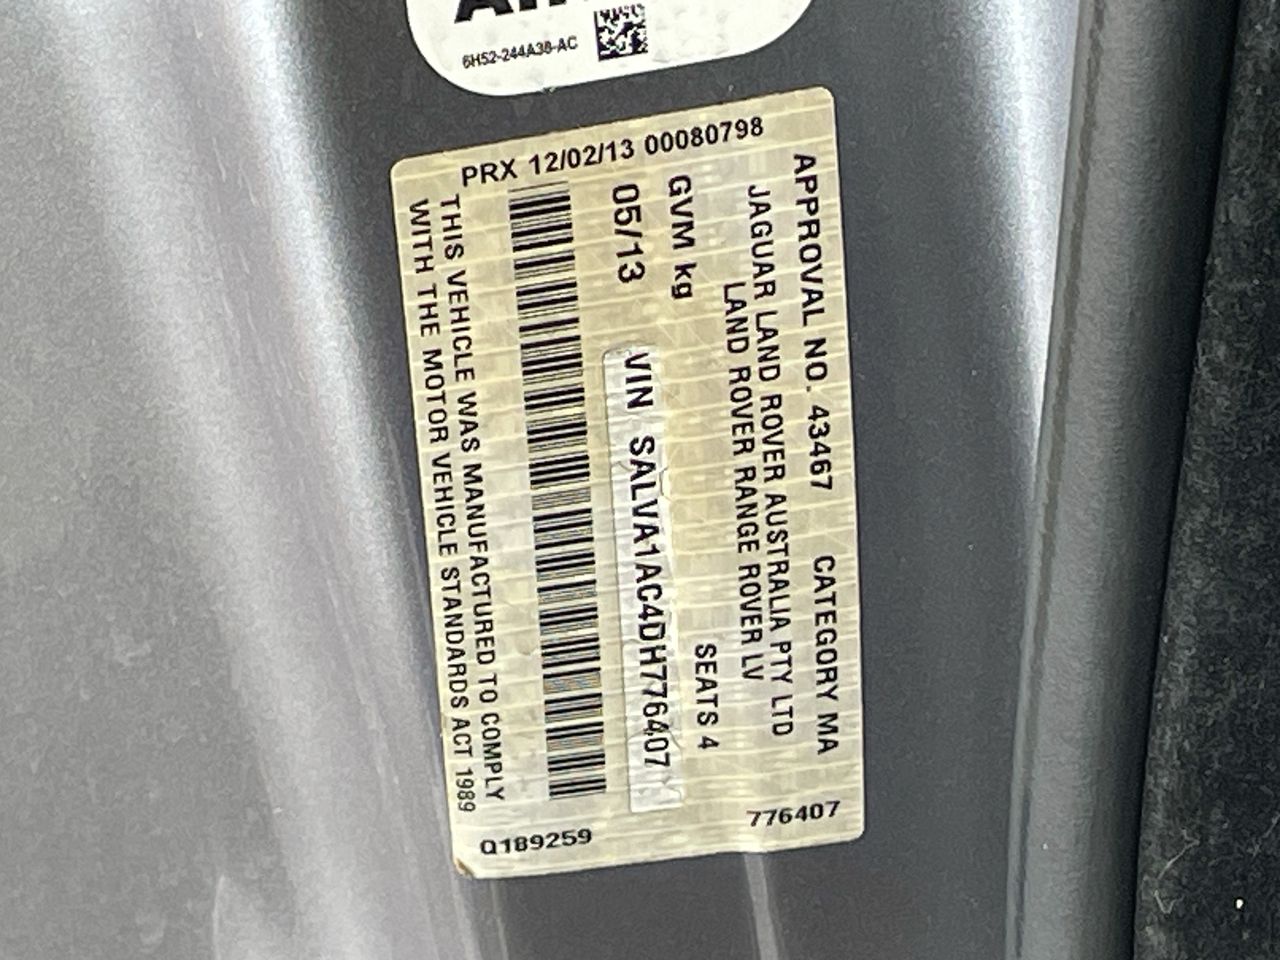 6H52-244A38-AC
PRX 12/02/13 00080798
APPROVAL NO. 43467 CATEGORY MA
JAGUAR LAND ROVER AUSTRALIA PTY LTD
LAND ROVER RANGE ROVER LV
GVM kg SEATS 4
05/13 VIN SALVA1AC4DH776407
THIS VEHICLE WAS MANUFACTURED TO COMPLY
WITH THE MOTOR VEHICLE STANDARDS ACT 1989
Q189259 776407